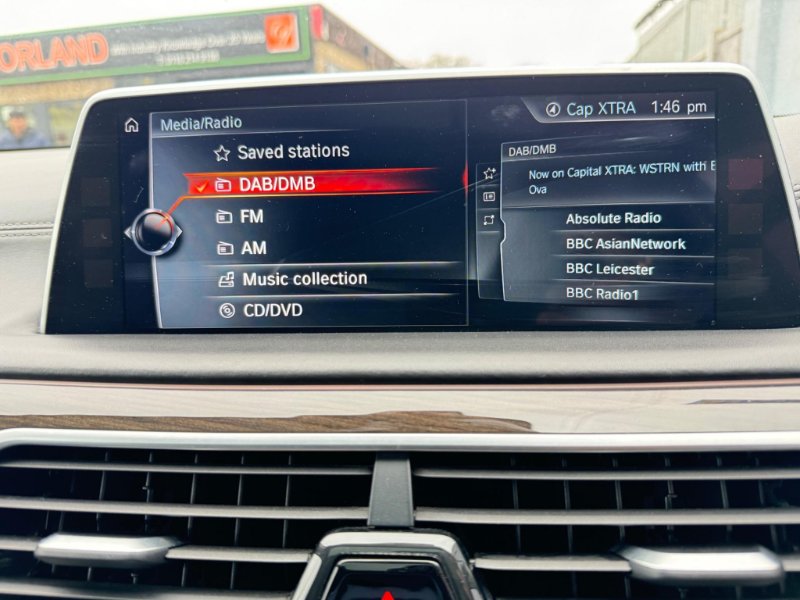 ORLAND
Media/Radio
Cap XTRA 1:46 pm
Saved stations
DAB/DMB
FM
AM
Music collection
CD/DVD
DAB/DMB
Now on Capital XTRA: WSTRN with E
Ova
Absolute Radio
BBC AsianNetwork
BBC Leicester
BBC Radio1